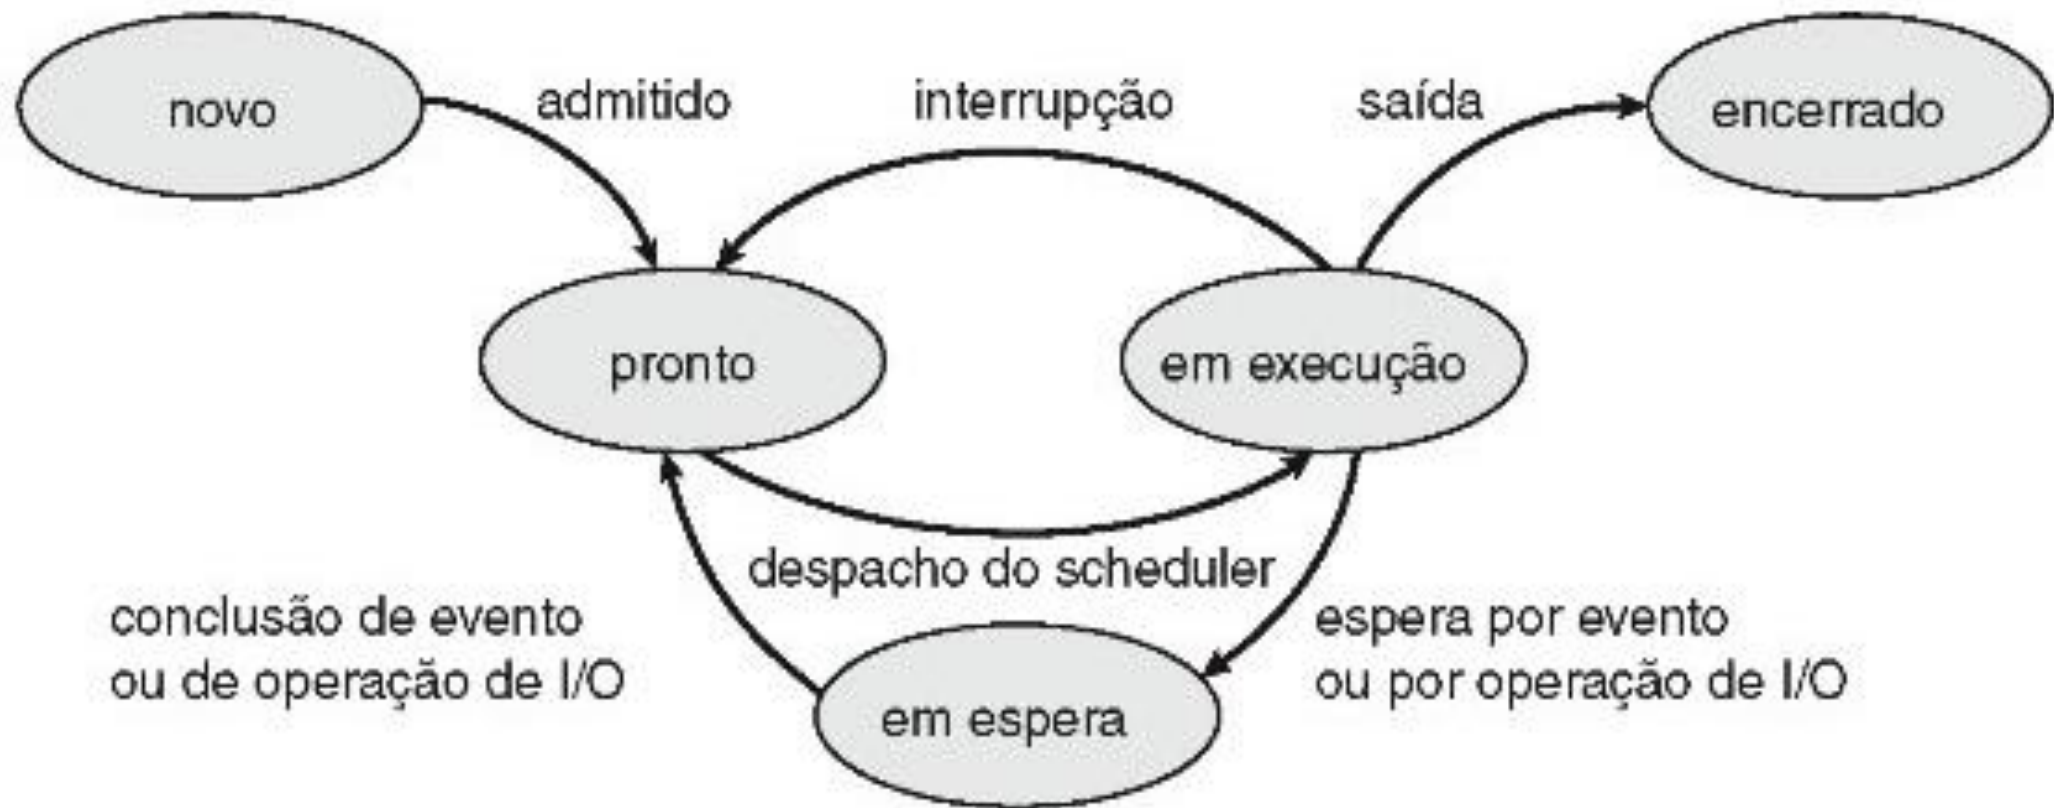 novo
admitido
interrupção
saída
encerrado
pronto
em execução
despacho do scheduler
conclusão de evento
ou de operação de I/O
espera por evento
ou por operação de I/O
em espera